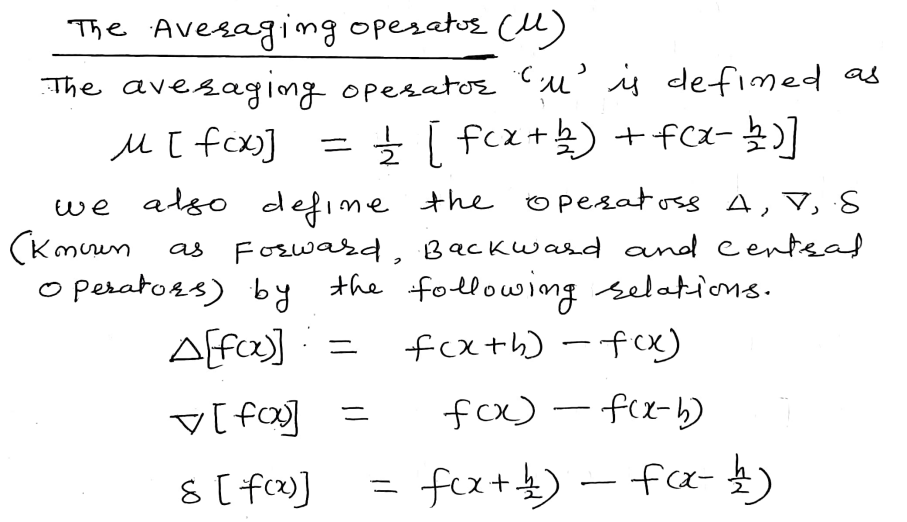 The Averaging operator (μ)
The averaging operator 'μ' is defined as
μ [f(x)] = 1/2 [f(x+h/2) + f(x-h/2)]
we also define the operators Δ, ∇, δ
(Known as Forward, Backward and central
operators) by the following relations.
Δ[f(x)] = f(x+h) - f(x)
∇[f(x)] = f(x) - f(x-h)
δ[f(x)] = f(x+h/2) - f(x-h/2)